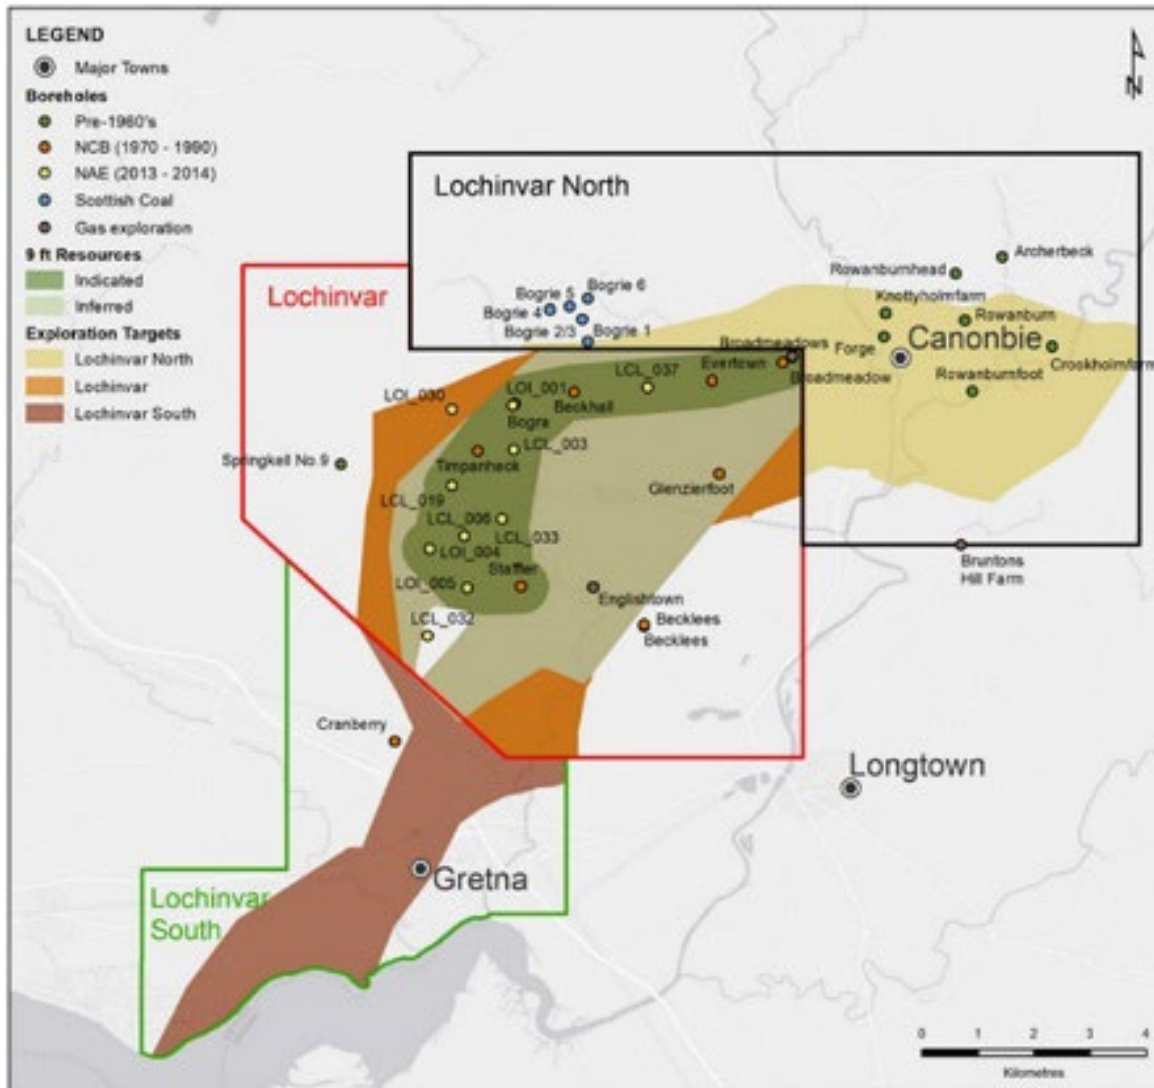 LEGEND
Major Towns
Boreholes
Pre-1960's
NCB (1970 - 1990)
NAE (2013 - 2014)
Scottish Coal
Gas exploration
9 ft Resources
Indicated
Inferred
Exploration Targets
Lochinvar North
Lochinvar
Lochinvar South
N
Lochinvar North
Archerbeck
Rowanburnhead
Bogrie 6
Bogrie 5
Lochinvar
Knottyholmfarm
Bogrie 4
Rowanburn
Bogrie 2/3
Bogrie 1
Canonbie
Broadmeadows
Forge
Evertown
Crookholmfarm
LCL_037
Broadmeadow
Rowanburnfoot
LOI_001
LOI_030
Beckhall
Bogra
LCL_003
Springkell No.9
Timpanheck
Glenzierfoot
LCL_019
LCL_006
LCL_033
LOI_004
Bruntons
Hill Farm
Staffler
LOI_005
Englishtown
LCL_032
Becklees
Becklees
Cranberry
Longtown
Gretna
Lochinvar
South
0 1 2 3 4
Kilometres